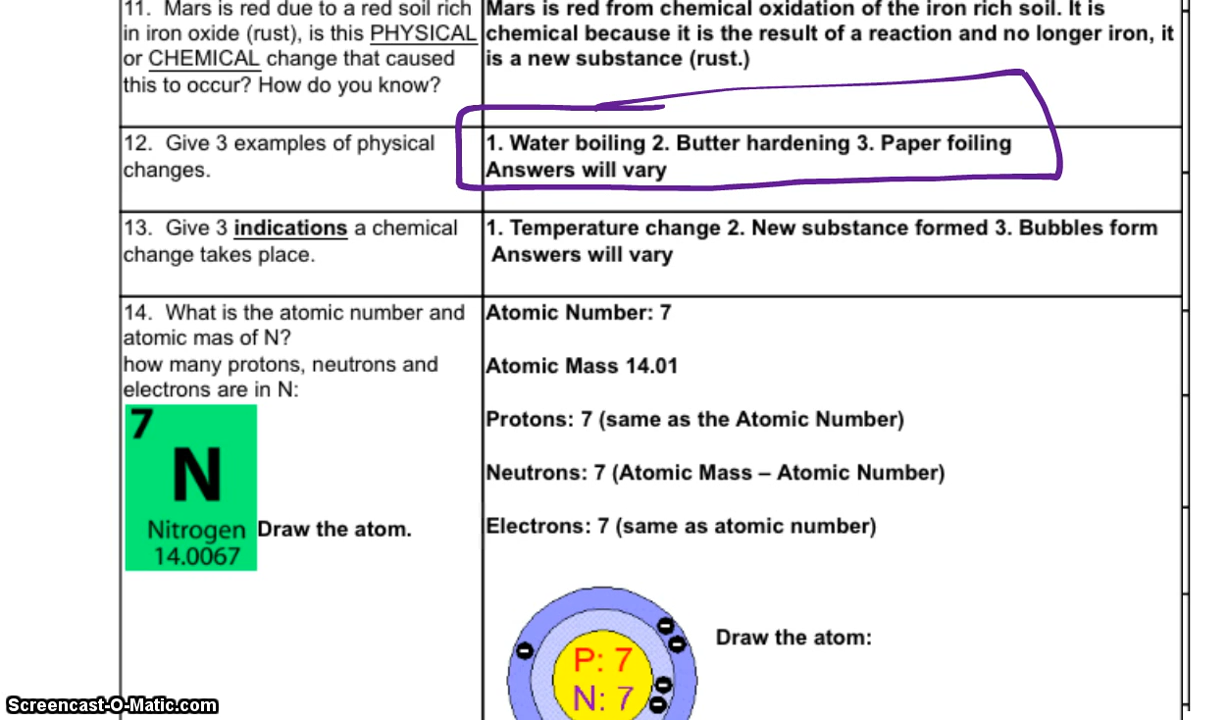 11.  Mars is red due to a red soil rich
in iron oxide (rust), is this PHYSICAL
or CHEMICAL change that caused
this to occur? How do you know?
Mars is red from chemical oxidation of the iron rich soil. It is
chemical because it is the result of a reaction and no longer iron, it
is a new substance (rust.)
12.  Give 3 examples of physical
changes.
1. Water boiling 2. Butter hardening 3. Paper foiling
Answers will vary
13.  Give 3 indications a chemical
change takes place.
1. Temperature change 2. New substance formed 3. Bubbles form
Answers will vary
14.  What is the atomic number and
atomic mas of N?
how many protons, neutrons and
electrons are in N:
7
N
Nitrogen
14.0067
Draw the atom.
Atomic Number: 7
Atomic Mass 14.01
Protons: 7 (same as the Atomic Number)
Neutrons: 7 (Atomic Mass – Atomic Number)
Electrons: 7 (same as atomic number)
P: 7
N: 7
Draw the atom:
Screencast-O-Matic.com